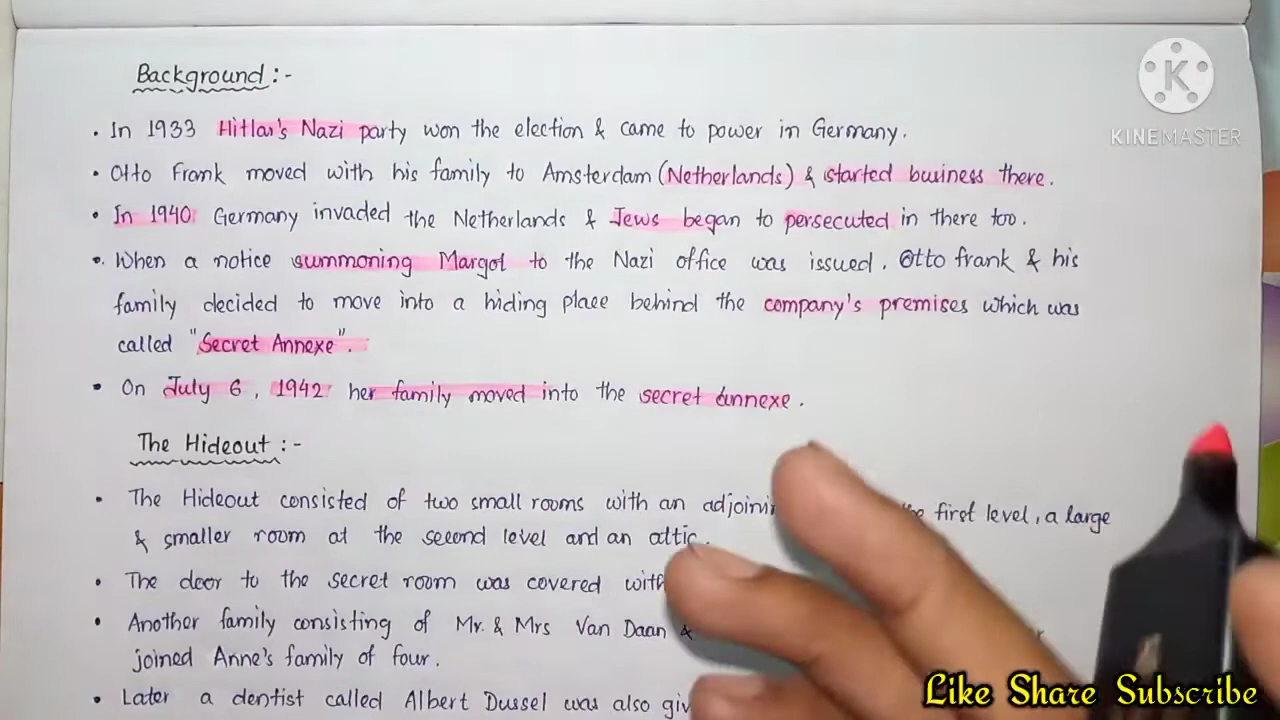 Background :-
• In 1933 Hitlar's Nazi party won the election & came to power in Germany.
• Otto Frank moved with his family to Amsterdam (Netherlands) & started business there.
• In 1940 Germany invaded the Netherlands & Jews began to persecuted in there too.
• When a notice summoning Margot to the Nazi office was issued. Otto frank & his
family decided to move into a hiding place behind the company's premises which was
called "Secret Annexe".
• On July 6, 1942 her family moved into the secret annexe.
The Hideout :-
• The Hideout consisted of two small rooms with an first level, a large
& smaller room at the second level and an attic.
• The door to the secret room was covered with
• Another family consisting of Mr. & Mrs Van Daan &
joined Anne's family of four.
• Later a dentist called Albert Dussel was also
K
KINEMASTER
Like Share Subscribe